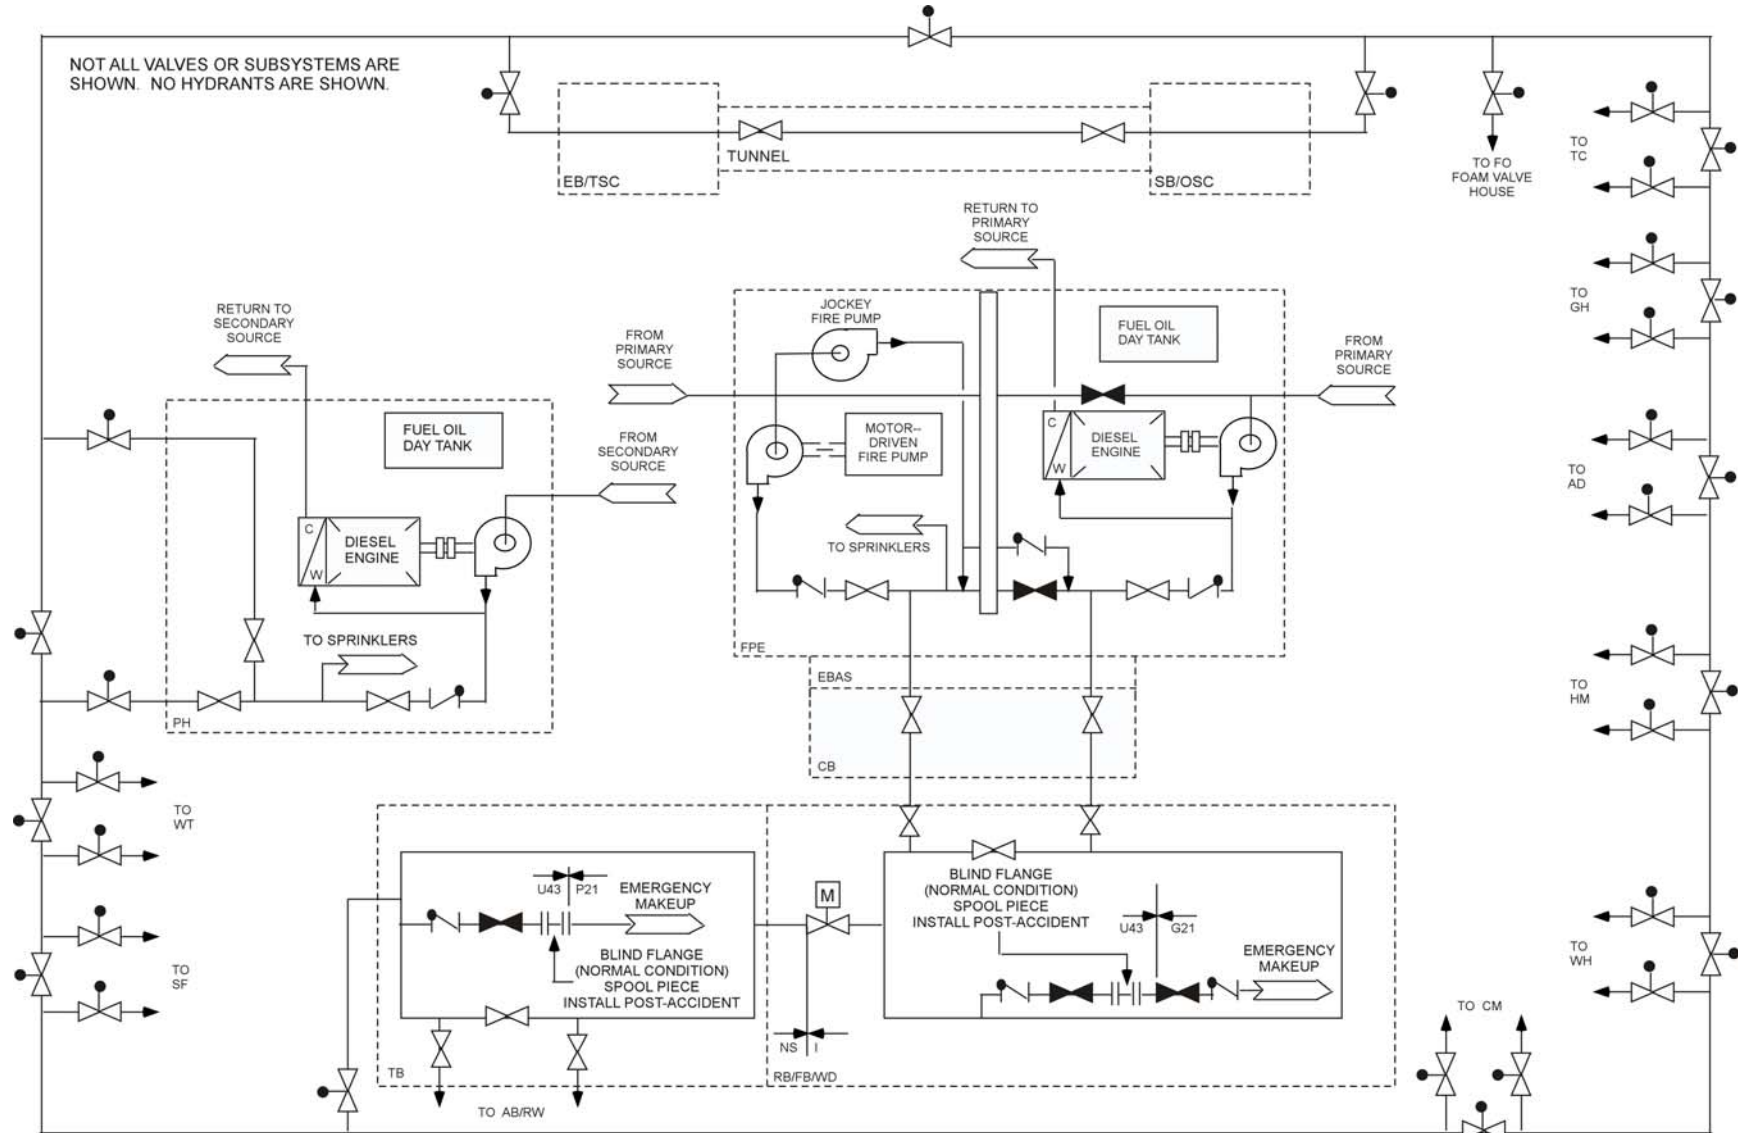 NOT ALL VALVES OR SUBSYSTEMS ARE
SHOWN. NO HYDRANTS ARE SHOWN.
TUNNEL
EB/TSC
SB/OSC
TO FO
FOAM VALVE
HOUSE
TO
TC
TO
GH
TO
AD
TO
HM
TO
WH
TO CM
RETURN TO
SECONDARY
SOURCE
FUEL OIL
DAY TANK
FROM
SECONDARY
SOURCE
C
W
DIESEL
ENGINE
TO SPRINKLERS
PH
TO
WT
TO
SF
RETURN TO
PRIMARY
SOURCE
JOCKEY
FIRE PUMP
FUEL OIL
DAY TANK
FROM
PRIMARY
SOURCE
FROM
PRIMARY
SOURCE
MOTOR--
DRIVEN
FIRE PUMP
C
W
DIESEL
ENGINE
TO SPRINKLERS
FPE
EBAS
CB
U43
P21
EMERGENCY
MAKEUP
BLIND FLANGE
(NORMAL CONDITION)
SPOOL PIECE
INSTALL POST-ACCIDENT
TB
TO AB/RW
M
NS
I
BLIND FLANGE
(NORMAL CONDITION)
SPOOL PIECE
INSTALL POST-ACCIDENT
U43
G21
EMERGENCY
MAKEUP
RB/FB/WD